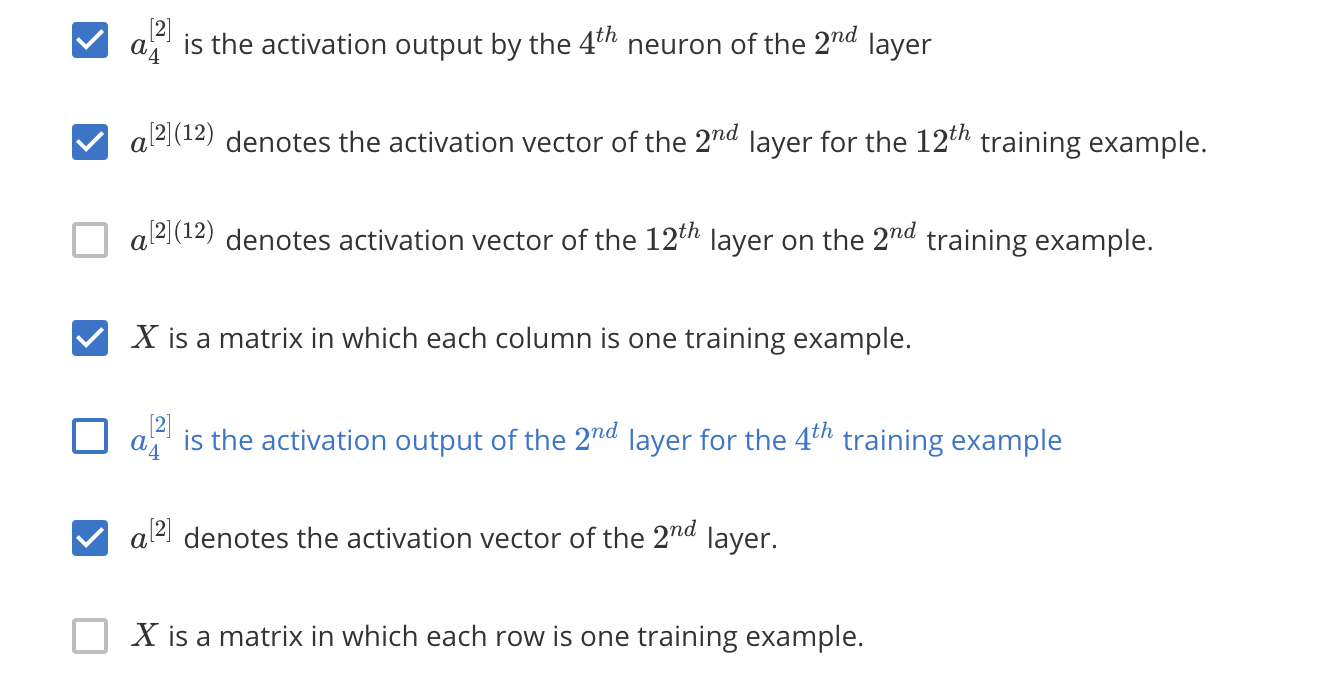 $a_4^{[2]}$ is the activation output by the $4^{th}$ neuron of the $2^{nd}$ layer
$a^{[2](12)}$ denotes the activation vector of the $2^{nd}$ layer for the $12^{th}$ training example.
$a^{[2](12)}$ denotes activation vector of the $12^{th}$ layer on the $2^{nd}$ training example.
$X$ is a matrix in which each column is one training example.
$a_4^{[2]}$ is the activation output of the $2^{nd}$ layer for the $4^{th}$ training example
$a^{[2]}$ denotes the activation vector of the $2^{nd}$ layer.
$X$ is a matrix in which each row is one training example.